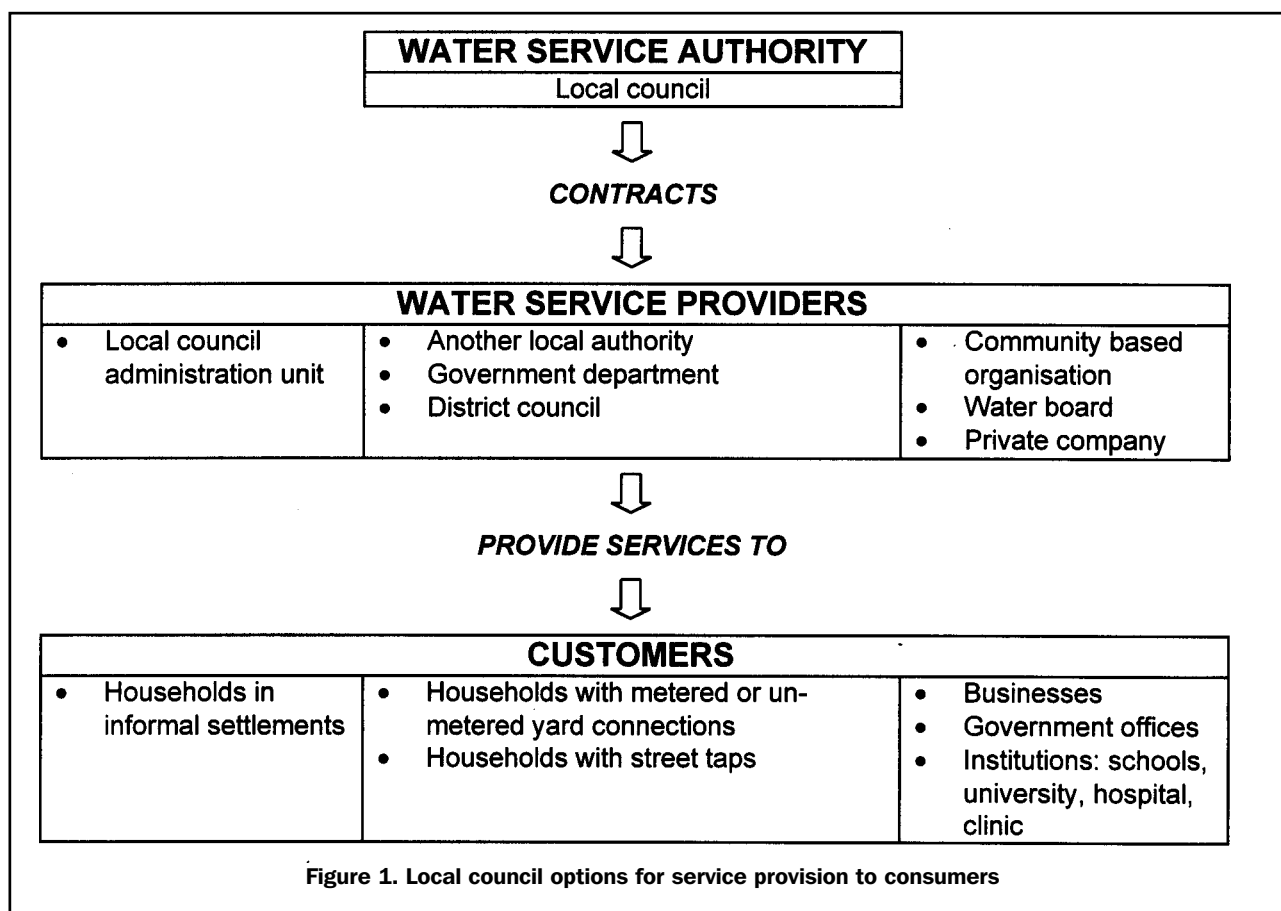 WATER SERVICE AUTHORITY
Local council
CONTRACTS
WATER SERVICE PROVIDERS
• Local council
administration unit
• Another local authority
• Government department
• District council
• Community based
organisation
• Water board
• Private company
PROVIDE SERVICES TO
CUSTOMERS
• Households in
informal settlements
• Households with metered or un-
metered yard connections
• Households with street taps
• Businesses
• Government offices
• Institutions: schools,
university, hospital,
clinic
Figure 1. Local council options for service provision to consumers